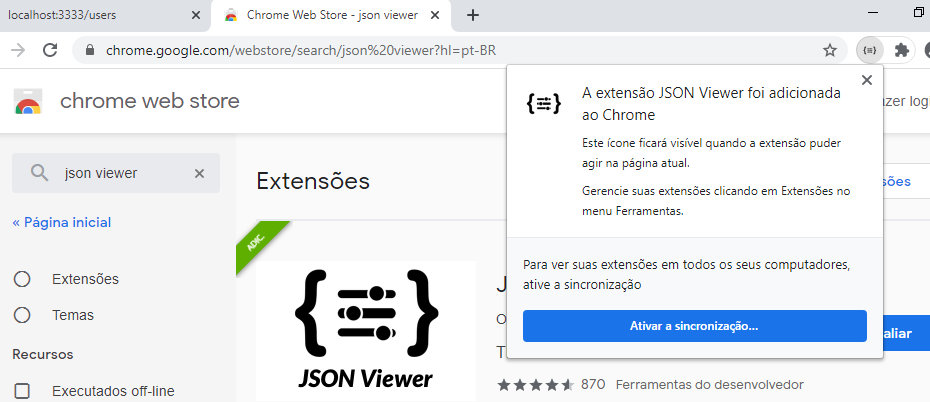 localhost:3333/users
Chrome Web Store - json viewer
chrome.google.com/webstore/search/json%20viewer?hl=pt-BR
chrome web store
json viewer
« Página inicial
Extensões
Temas
Recursos
Executados off-line
Extensões
ADIC.
JSON Viewer
870 Ferramentas do desenvolvedor
A extensão JSON Viewer foi adicionada
ao Chrome
Este ícone ficará visível quando a extensão puder
agir na página atual.
Gerencie suas extensões clicando em Extensões no
menu Ferramentas.
Para ver suas extensões em todos os seus computadores,
ative a sincronização
Ativar a sincronização...